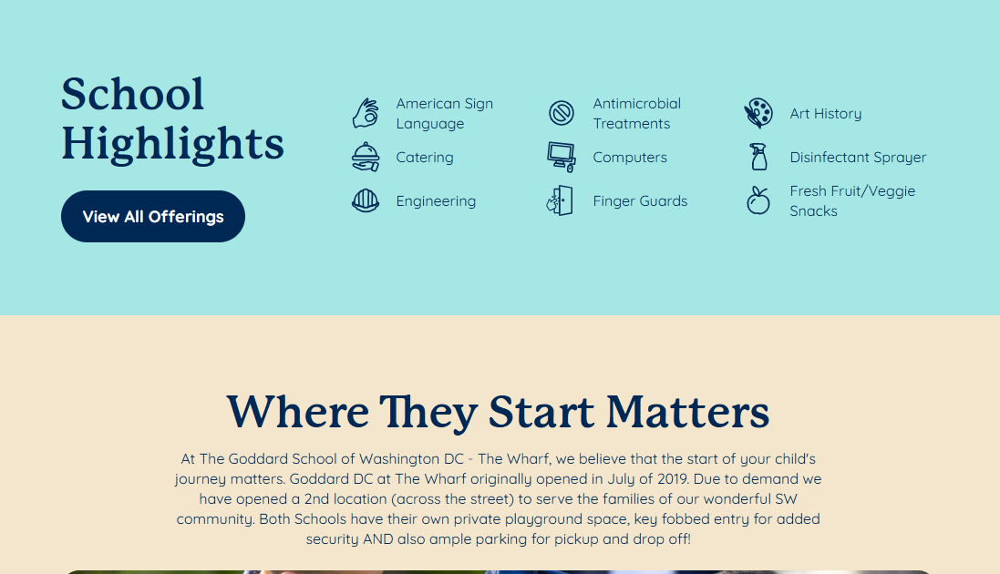 School
Highlights
View All Offerings
American Sign
Language
Antimicrobial
Treatments
Art History
Catering
Computers
Disinfectant Sprayer
Engineering
Finger Guards
Fresh Fruit/Veggie
Snacks
Where They Start Matters
At The Goddard School of Washington DC - The Wharf, we believe that the start of your child's
journey matters. Goddard DC at The Wharf originally opened in July of 2019. Due to demand we
have opened a 2nd location (across the street) to serve the families of our wonderful SW
community. Both Schools have their own private playground space, key fobbed entry for added
security AND also ample parking for pickup and drop off!